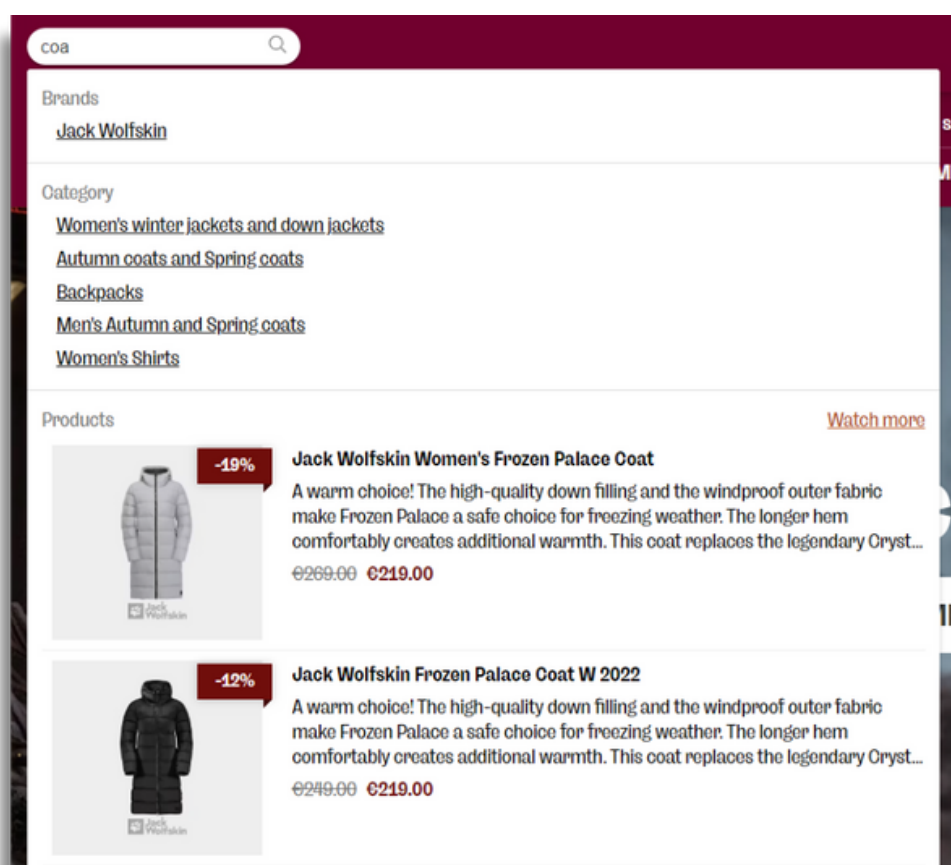 coa
Brands
Jack Wolfskin
Category
Women's winter jackets and down jackets
Autumn coats and Spring coats
Backpacks
Men's Autumn and Spring coats
Women's Shirts
Products
Watch more
-19%
Jack Wolfskin Women's Frozen Palace Coat
A warm choice! The high-quality down filling and the windproof outer fabric
make Frozen Palace a safe choice for freezing weather. The longer hem
comfortably creates additional warmth. This coat replaces the legendary Cryst...
€269.00 €219.00
Jack
Wolfskin
-12%
Jack Wolfskin Frozen Palace Coat W 2022
A warm choice! The high-quality down filling and the windproof outer fabric
make Frozen Palace a safe choice for freezing weather. The longer hem
comfortably creates additional warmth. This coat replaces the legendary Cryst...
€249.00 €219.00
Jack
Wolfskin